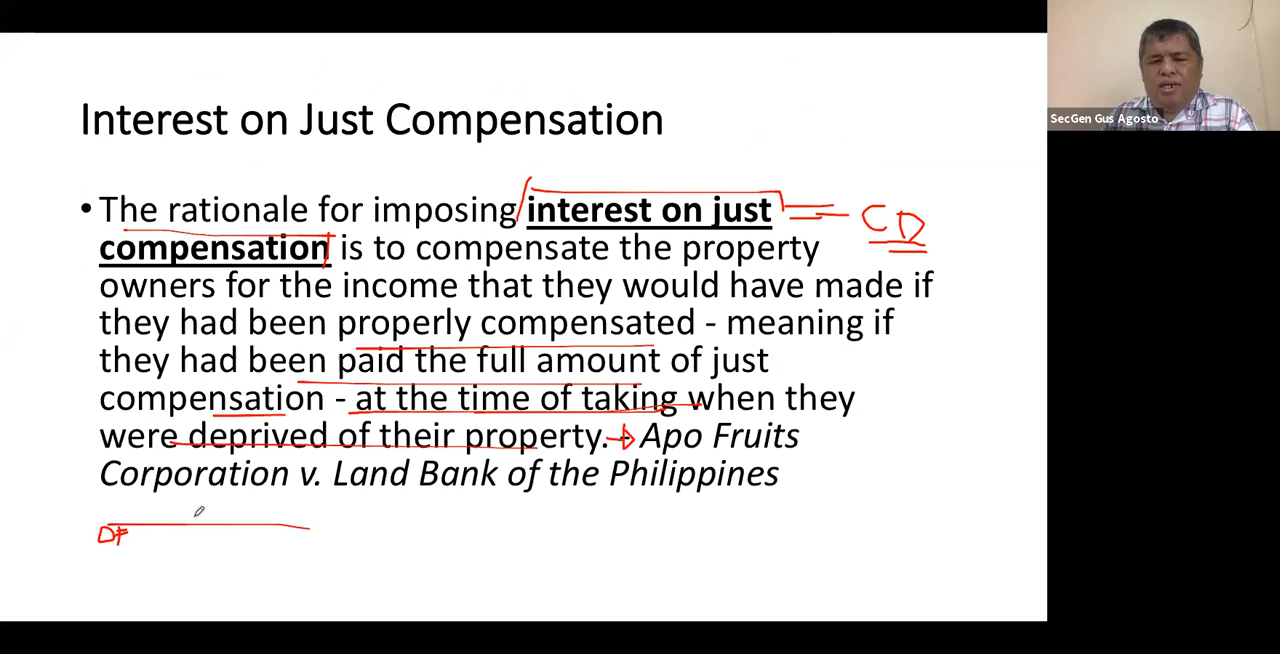 SecGen Gus Agosto
Interest on Just Compensation
• The rationale for imposing interest on just
compensation is to compensate the property
owners for the income that they would have made if
they had been properly compensated - meaning if
they had been paid the full amount of just
compensation - at the time of taking when they
were deprived of their property. - Apo Fruits
Corporation v. Land Bank of the Philippines
CD